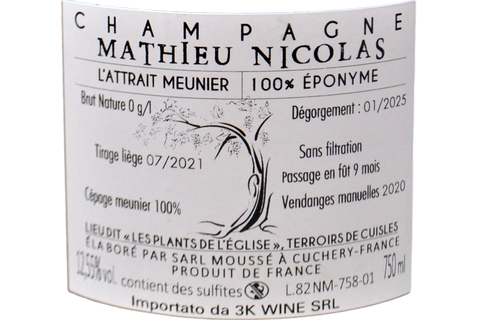 CHAMPAGNE
MATHIEU NICOLAS
L'ATTRAIT MEUNIER | 100% ÉPONYME
Brut Nature 0 g/l
Dégorgement : 01/2025
Tirage liège 07/2021
Sans filtration
Passage en fût 9 mois
Cépage meunier 100%
Vendanges manuelles 2020
LIEU DIT « LES PLANTS DE L'ÉGLISE », TERROIRS DE CUISLES
ÉLABORÉ PAR SARL MOUSSÉ À CUCHERY-FRANCE
PRODUIT DE FRANCE
12,55% vol. contient des sulfites L.82NM-758-01 750 ml
Importato da 3K WINE SRL